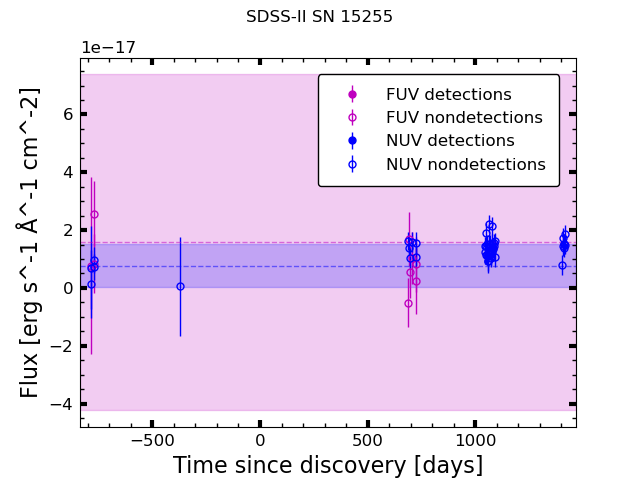 SDSS-II SN 15255
1e−17
FUV detections
FUV nondetections
NUV detections
NUV nondetections
6
4
2
0
−2
−4
Flux [erg s^-1 Å^-1 cm^-2]
−500
0
500
1000
Time since discovery [days]